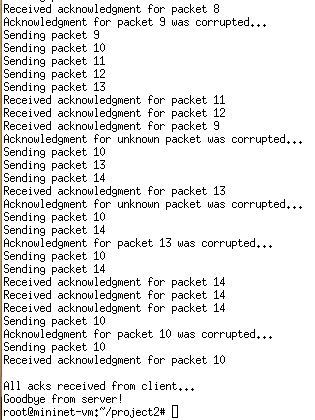 Received acknowledgment for packet 8
Acknowledgment for packet 9 was corrupted...
Sending packet 9
Sending packet 10
Sending packet 11
Sending packet 12
Sending packet 13
Received acknowledgment for packet 11
Received acknowledgment for packet 12
Received acknowledgment for packet 9
Acknowledgment for unknown packet was corrupted...
Sending packet 10
Sending packet 13
Sending packet 14
Received acknowledgment for packet 13
Acknowledgment for unknown packet was corrupted...
Sending packet 10
Sending packet 14
Acknowledgment for packet 13 was corrupted...
Sending packet 10
Sending packet 14
Received acknowledgment for packet 14
Received acknowledgment for packet 14
Received acknowledgment for packet 14
Sending packet 10
Acknowledgment for packet 10 was corrupted...
Sending packet 10
Received acknowledgment for packet 10
All acks received from client...
Goodbye from server!
root@mininet-vm:~/project2#